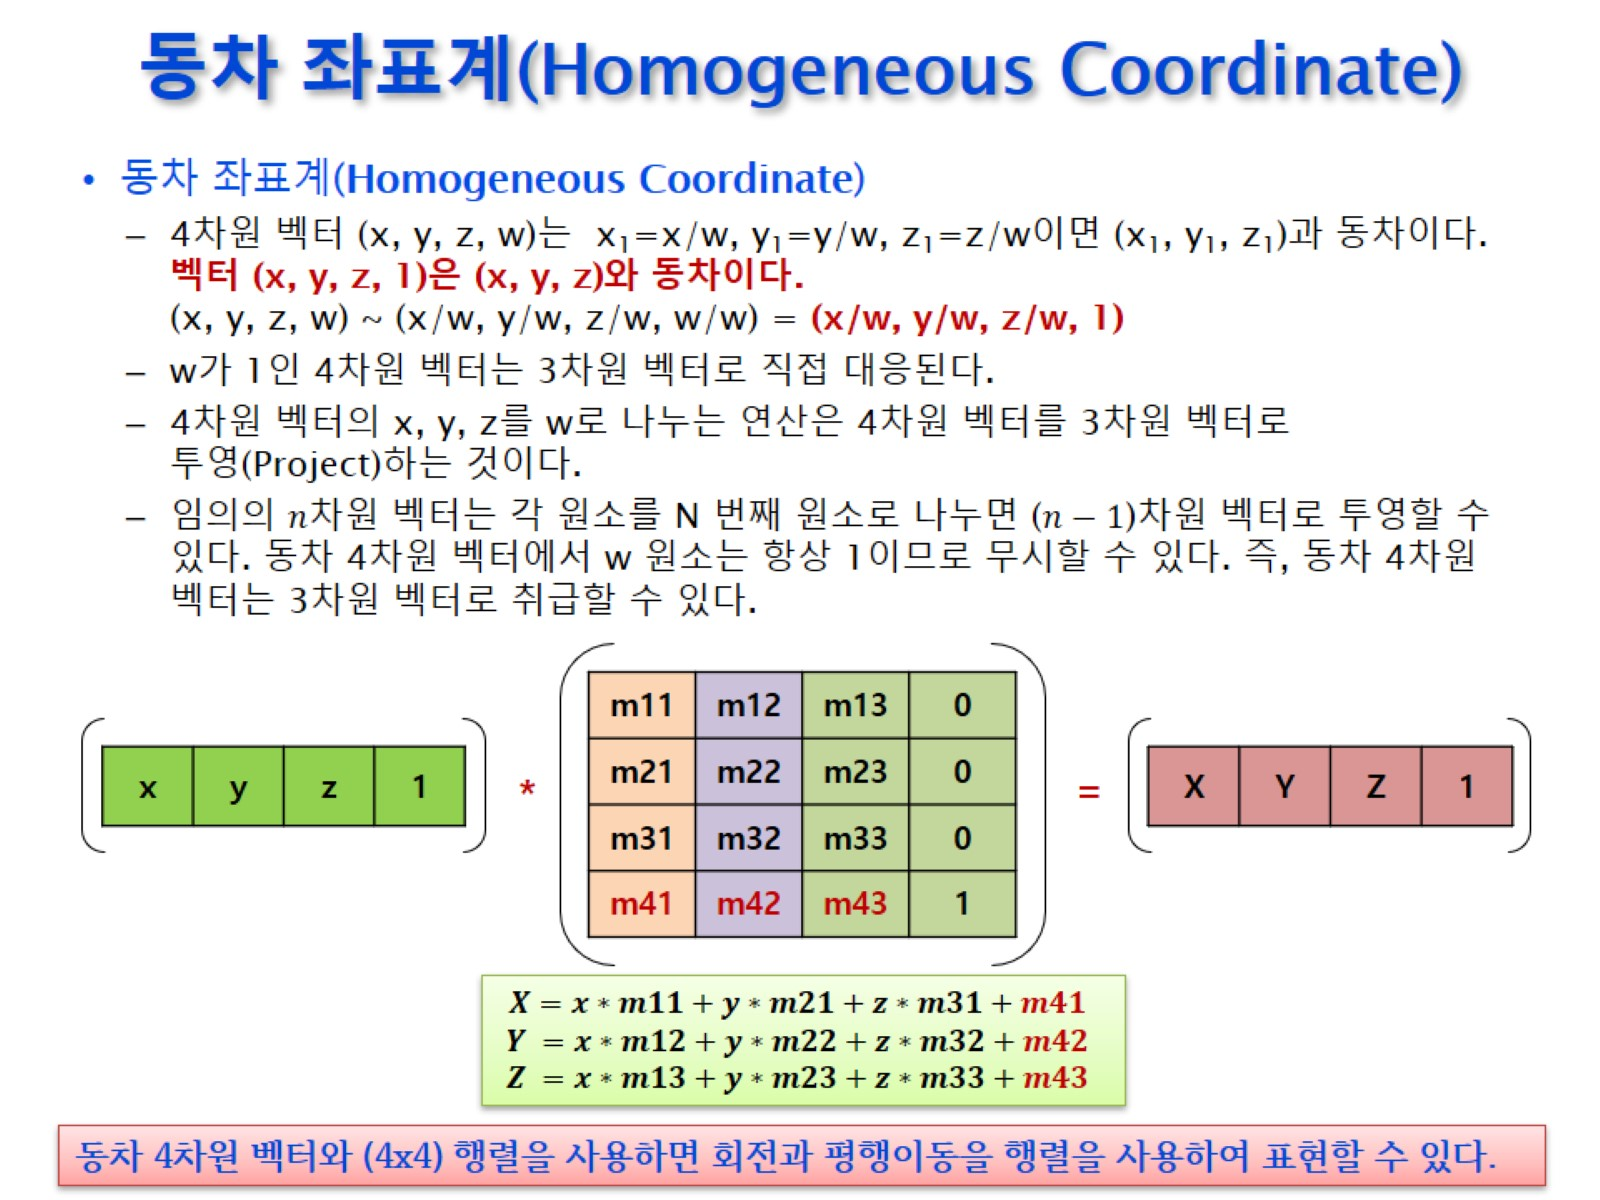 동차 좌표계(Homogeneous Coordinate)
• 동차 좌표계(Homogeneous Coordinate)
– 4차원 벡터 (x, y, z, w)는 x₁=x/w, y₁=y/w, z₁=z/w이면 (x₁, y₁, z₁)과 동차이다.
벡터 (x, y, z, 1)은 (x, y, z)와 동차이다.
(x, y, z, w) ~ (x/w, y/w, z/w, w/w) = (x/w, y/w, z/w, 1)
– w가 1인 4차원 벡터는 3차원 벡터로 직접 대응된다.
– 4차원 벡터의 x, y, z를 w로 나누는 연산은 4차원 벡터를 3차원 벡터로
투영(Project)하는 것이다.
– 임의의 n차원 벡터는 각 원소를 N 번째 원소로 나누면 (n – 1)차원 벡터로 투영할 수
있다. 동차 4차원 벡터에서 w 원소는 항상 1이므로 무시할 수 있다. 즉, 동차 4차원
벡터는 3차원 벡터로 취급할 수 있다.
x y z 1
*
m11 m12 m13 0
m21 m22 m23 0
m31 m32 m33 0
m41 m42 m43 1
=
X Y Z 1
X = x * m11 + y * m21 + z * m31 + m41
Y = x * m12 + y * m22 + z * m32 + m42
Z = x * m13 + y * m23 + z * m33 + m43
동차 4차원 벡터와 (4x4) 행렬을 사용하면 회전과 평행이동을 행렬을 사용하여 표현할 수 있다.